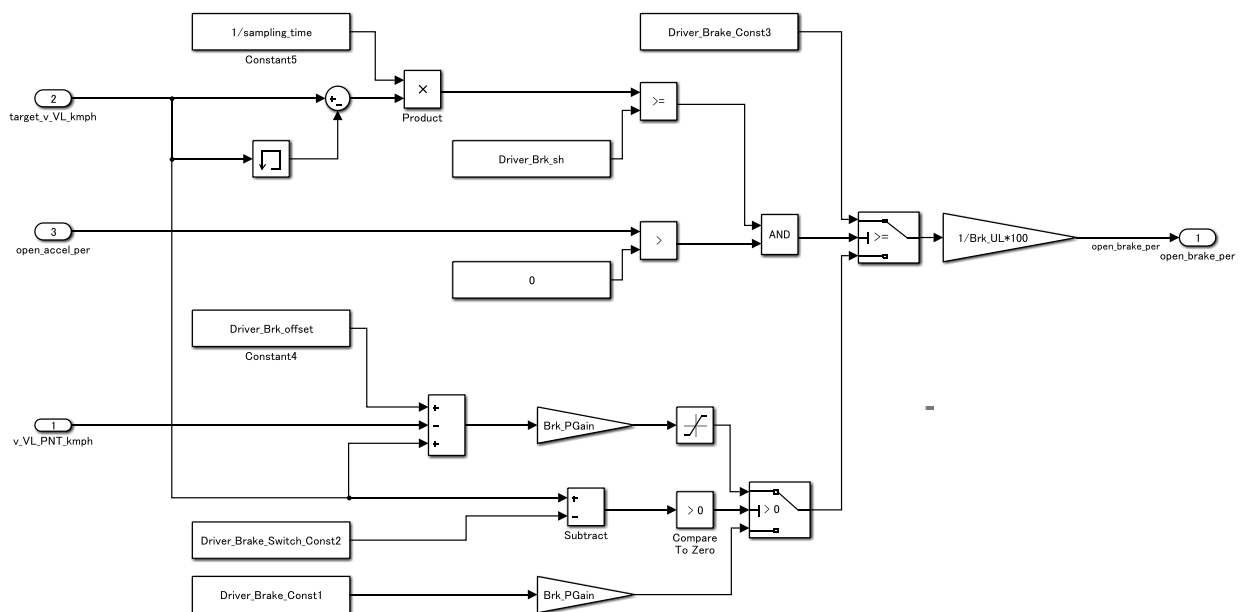 1/sampling_time
Constant5
Driver_Brake_Const3
2
target_v_VL_kmph
×
Product
>=
Driver_Brk_sh
3
open_accel_per
>
AND
>=
1/Brk_UL*100
open_brake_per
1
open_brake_per
0
Driver_Brk_offset
Constant4
1
v_VL_PNT_kmph
Brk_PGain
Driver_Brake_Switch_Const2
Subtract
> 0
Compare
To Zero
> 0
Driver_Brake_Const1
Brk_PGain